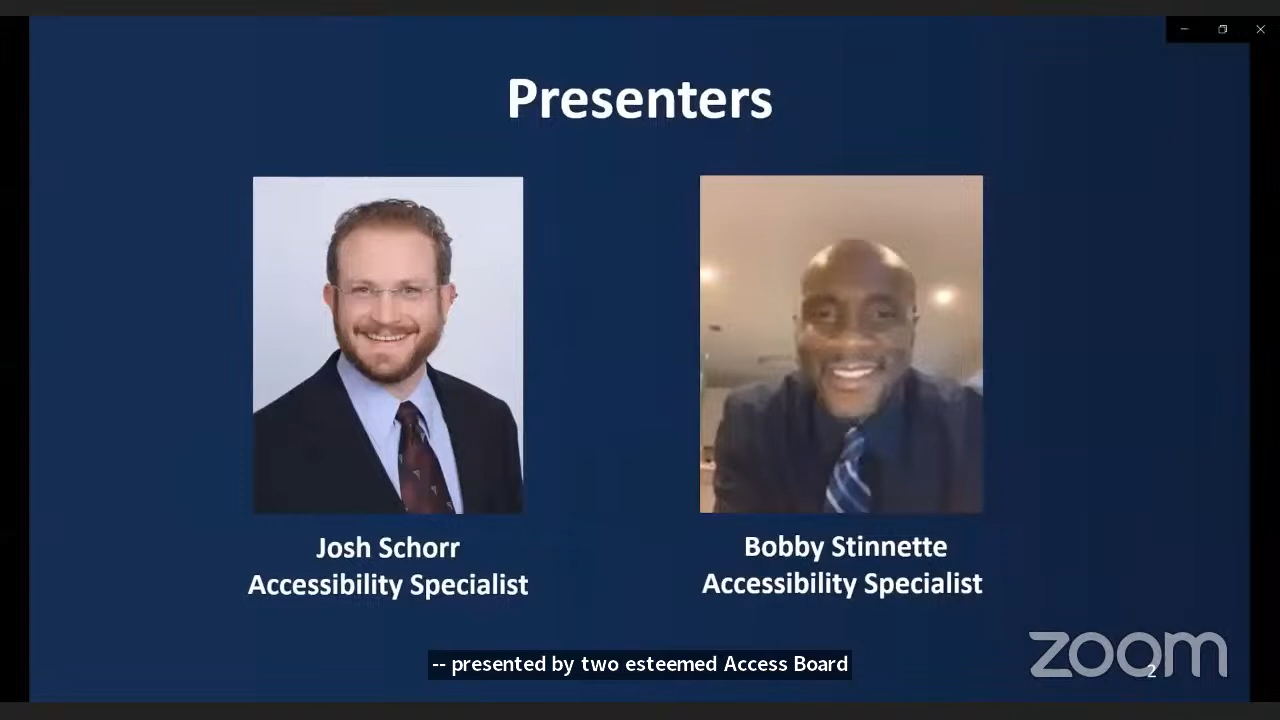 Presenters
Josh Schorr
Accessibility Specialist
Bobby Stinnette
Accessibility Specialist
-- presented by two esteemed Access Board
zoom
2